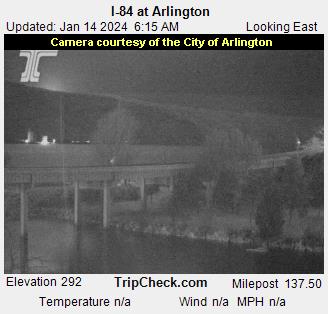 I-84 at Arlington
Updated: Jan 14 2024 6:15 AM Looking East
Camera courtesy of the City of Arlington
Elevation 292 TripCheck.com Milepost 137.50
Temperature n/a Wind n/a MPH n/a